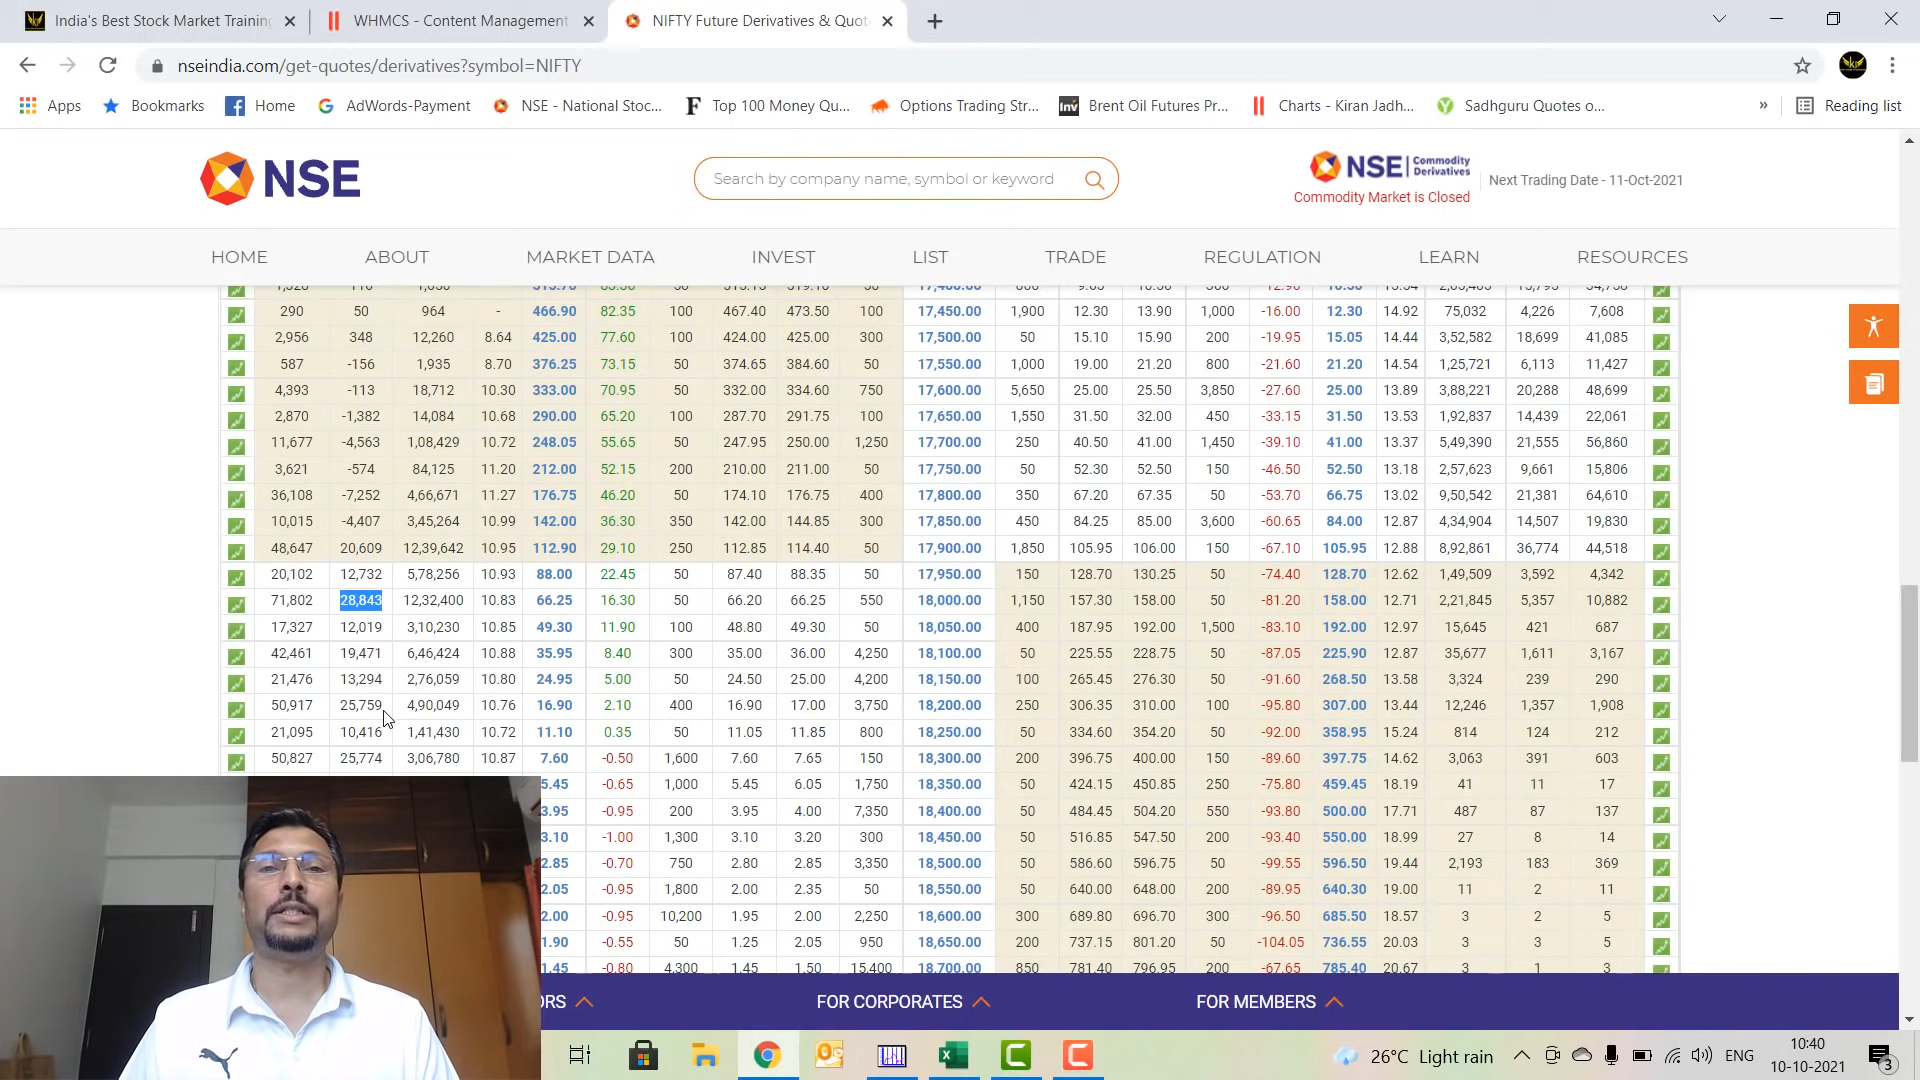 India's Best Stock Market Training
WHMCS - Content Management
NIFTY Future Derivatives & Quot
nseindia.com/get-quotes/derivatives?symbol=NIFTY
Apps Bookmarks Home AdWords-Payment NSE - National Stoc... Top 100 Money Qu... Options Trading Str... Brent Oil Futures Pr... Charts - Kiran Jadh... Sadhguru Quotes o... » Reading list
NSE
Search by company name, symbol or keyword
NSE Commodity Derivatives
Commodity Market is Closed
Next Trading Date - 11-Oct-2021
HOME ABOUT MARKET DATA INVEST LIST TRADE REGULATION LEARN RESOURCES
290 50 964 - 466.90 82.35 100 467.40 473.50 100 17,450.00 1,900 12.30 13.90 1,000 -16.00 12.30 14.92 75,032 4,226 7,608
2,956 348 12,260 8.64 425.00 77.60 100 424.00 425.00 300 17,500.00 50 15.10 15.90 200 -19.95 15.05 14.44 3,52,582 18,699 41,085
587 -156 1,935 8.70 376.25 73.15 50 374.65 384.60 50 17,550.00 1,000 19.00 21.20 800 -21.60 21.20 14.54 1,25,721 6,113 11,427
4,393 -113 18,712 10.30 333.00 70.95 50 332.00 334.60 750 17,600.00 5,650 25.00 25.50 3,850 -27.60 25.00 13.89 3,88,221 20,288 48,699
2,870 -1,382 14,084 10.68 290.00 65.20 100 287.70 291.75 100 17,650.00 1,550 31.50 32.00 450 -33.15 31.50 13.53 1,92,837 14,439 22,061
11,677 -4,563 1,08,429 10.72 248.05 55.65 50 247.95 250.00 1,250 17,700.00 250 40.50 41.00 1,450 -39.10 41.00 13.37 5,49,390 21,555 56,860
3,621 -574 84,125 11.20 212.00 52.15 200 210.00 211.00 50 17,750.00 50 52.30 52.50 150 -46.50 52.50 13.18 2,57,623 9,661 15,806
36,108 -7,252 4,66,671 11.27 176.75 46.20 50 174.10 176.75 400 17,800.00 350 67.20 67.35 50 -53.70 66.75 13.02 9,50,542 21,381 64,610
10,015 -4,407 3,45,264 10.99 142.00 36.30 350 142.00 144.85 300 17,850.00 450 84.25 85.00 3,600 -60.65 84.00 12.87 4,34,904 14,507 19,830
48,647 20,609 12,39,642 10.95 112.90 29.10 250 112.85 114.40 50 17,900.00 1,850 105.95 106.00 150 -67.10 105.95 12.88 8,92,861 36,774 44,518
20,102 12,732 5,78,256 10.93 88.00 22.45 50 87.40 88.35 50 17,950.00 150 128.70 130.25 50 -74.40 128.70 12.62 1,49,509 3,592 4,342
71,802 28,843 12,32,400 10.83 66.25 16.30 50 66.20 66.25 550 18,000.00 1,150 157.30 158.00 50 -81.20 158.00 12.71 2,21,845 5,357 10,882
17,327 12,019 3,10,230 10.85 49.30 11.90 100 48.80 49.30 50 18,050.00 400 187.95 192.00 1,500 -83.10 192.00 12.97 15,645 421 687
42,461 19,471 6,46,424 10.88 35.95 8.40 300 35.00 36.00 4,250 18,100.00 50 225.55 228.75 50 -87.05 225.90 12.87 35,677 1,611 3,167
21,476 13,294 2,76,059 10.80 24.95 5.00 50 24.50 25.00 4,200 18,150.00 100 265.45 276.30 50 -91.60 268.50 13.58 3,324 239 290
50,917 25,759 4,90,049 10.76 16.90 2.10 400 16.90 17.00 3,750 18,200.00 250 306.35 310.00 100 -95.80 307.00 13.44 12,246 1,357 1,908
21,095 10,416 1,41,430 10.72 11.10 0.35 50 11.05 11.85 800 18,250.00 50 334.60 354.20 50 -92.00 358.95 15.24 814 124 212
50,827 25,774 3,06,780 10.87 7.60 -0.50 1,600 7.60 7.65 150 18,300.00 200 396.75 400.00 150 -89.60 397.75 14.62 3,063 391 603
5.45 -0.65 1,000 5.45 6.05 1,750 18,350.00 50 424.15 450.85 250 -75.80 459.45 18.19 41 11 17
3.95 -0.95 200 3.95 4.00 7,350 18,400.00 50 484.45 504.20 550 -93.80 500.00 17.71 487 87 137
3.10 -1.00 1,300 3.10 3.20 300 18,450.00 50 516.85 547.50 200 -93.40 550.00 18.99 27 8 14
2.85 -0.70 750 2.80 2.85 3,350 18,500.00 50 586.60 596.75 50 -99.55 596.50 19.44 2,193 183 369
2.05 -0.95 1,800 2.00 2.35 50 18,550.00 50 640.00 648.00 200 -89.95 640.30 19.00 11 2 11
2.00 -0.95 10,200 1.95 2.00 2,250 18,600.00 300 689.80 696.70 300 -96.50 685.50 18.57 3 2 5
1.90 -0.55 50 1.25 2.05 950 18,650.00 200 737.15 801.20 50 -104.05 736.55 20.03 3 3 5
1.45 -0.80 4,300 1.45 1.50 15,400 18,700.00 850 781.40 796.95 200 -67.65 785.40 20.67 3 1 3
ORS FOR CORPORATES FOR MEMBERS
26°C Light rain ENG 10:40
10-10-2021
3